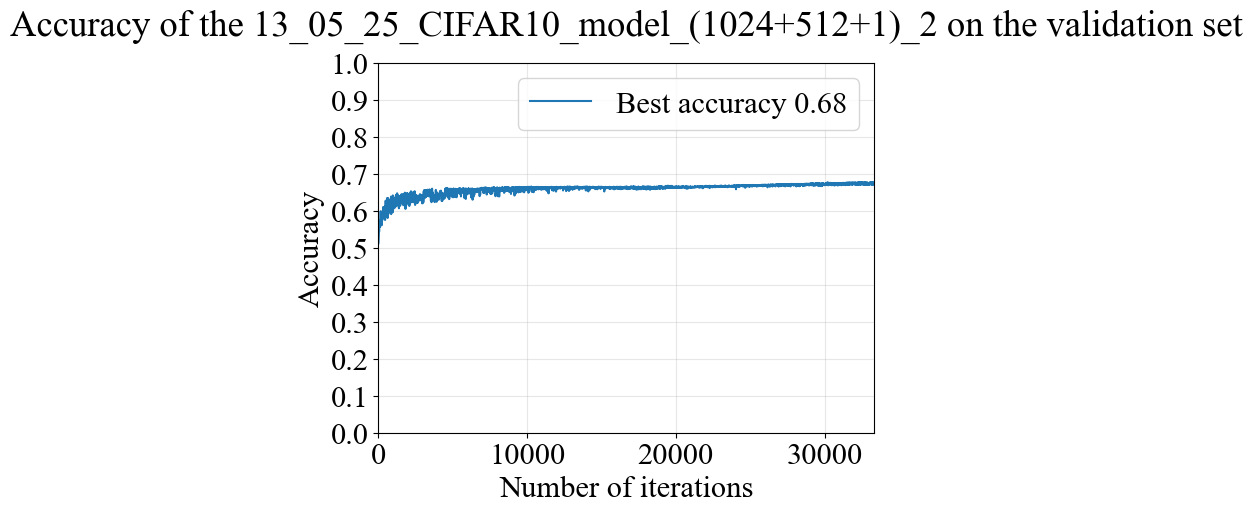 Accuracy of the 13_05_25_CIFAR10_model_(1024+512+1)_2 on the validation set
Best accuracy 0.68
Accuracy
1.0
0.9
0.8
0.7
0.6
0.5
0.4
0.3
0.2
0.1
0.0
0 10000 20000 30000
Number of iterations